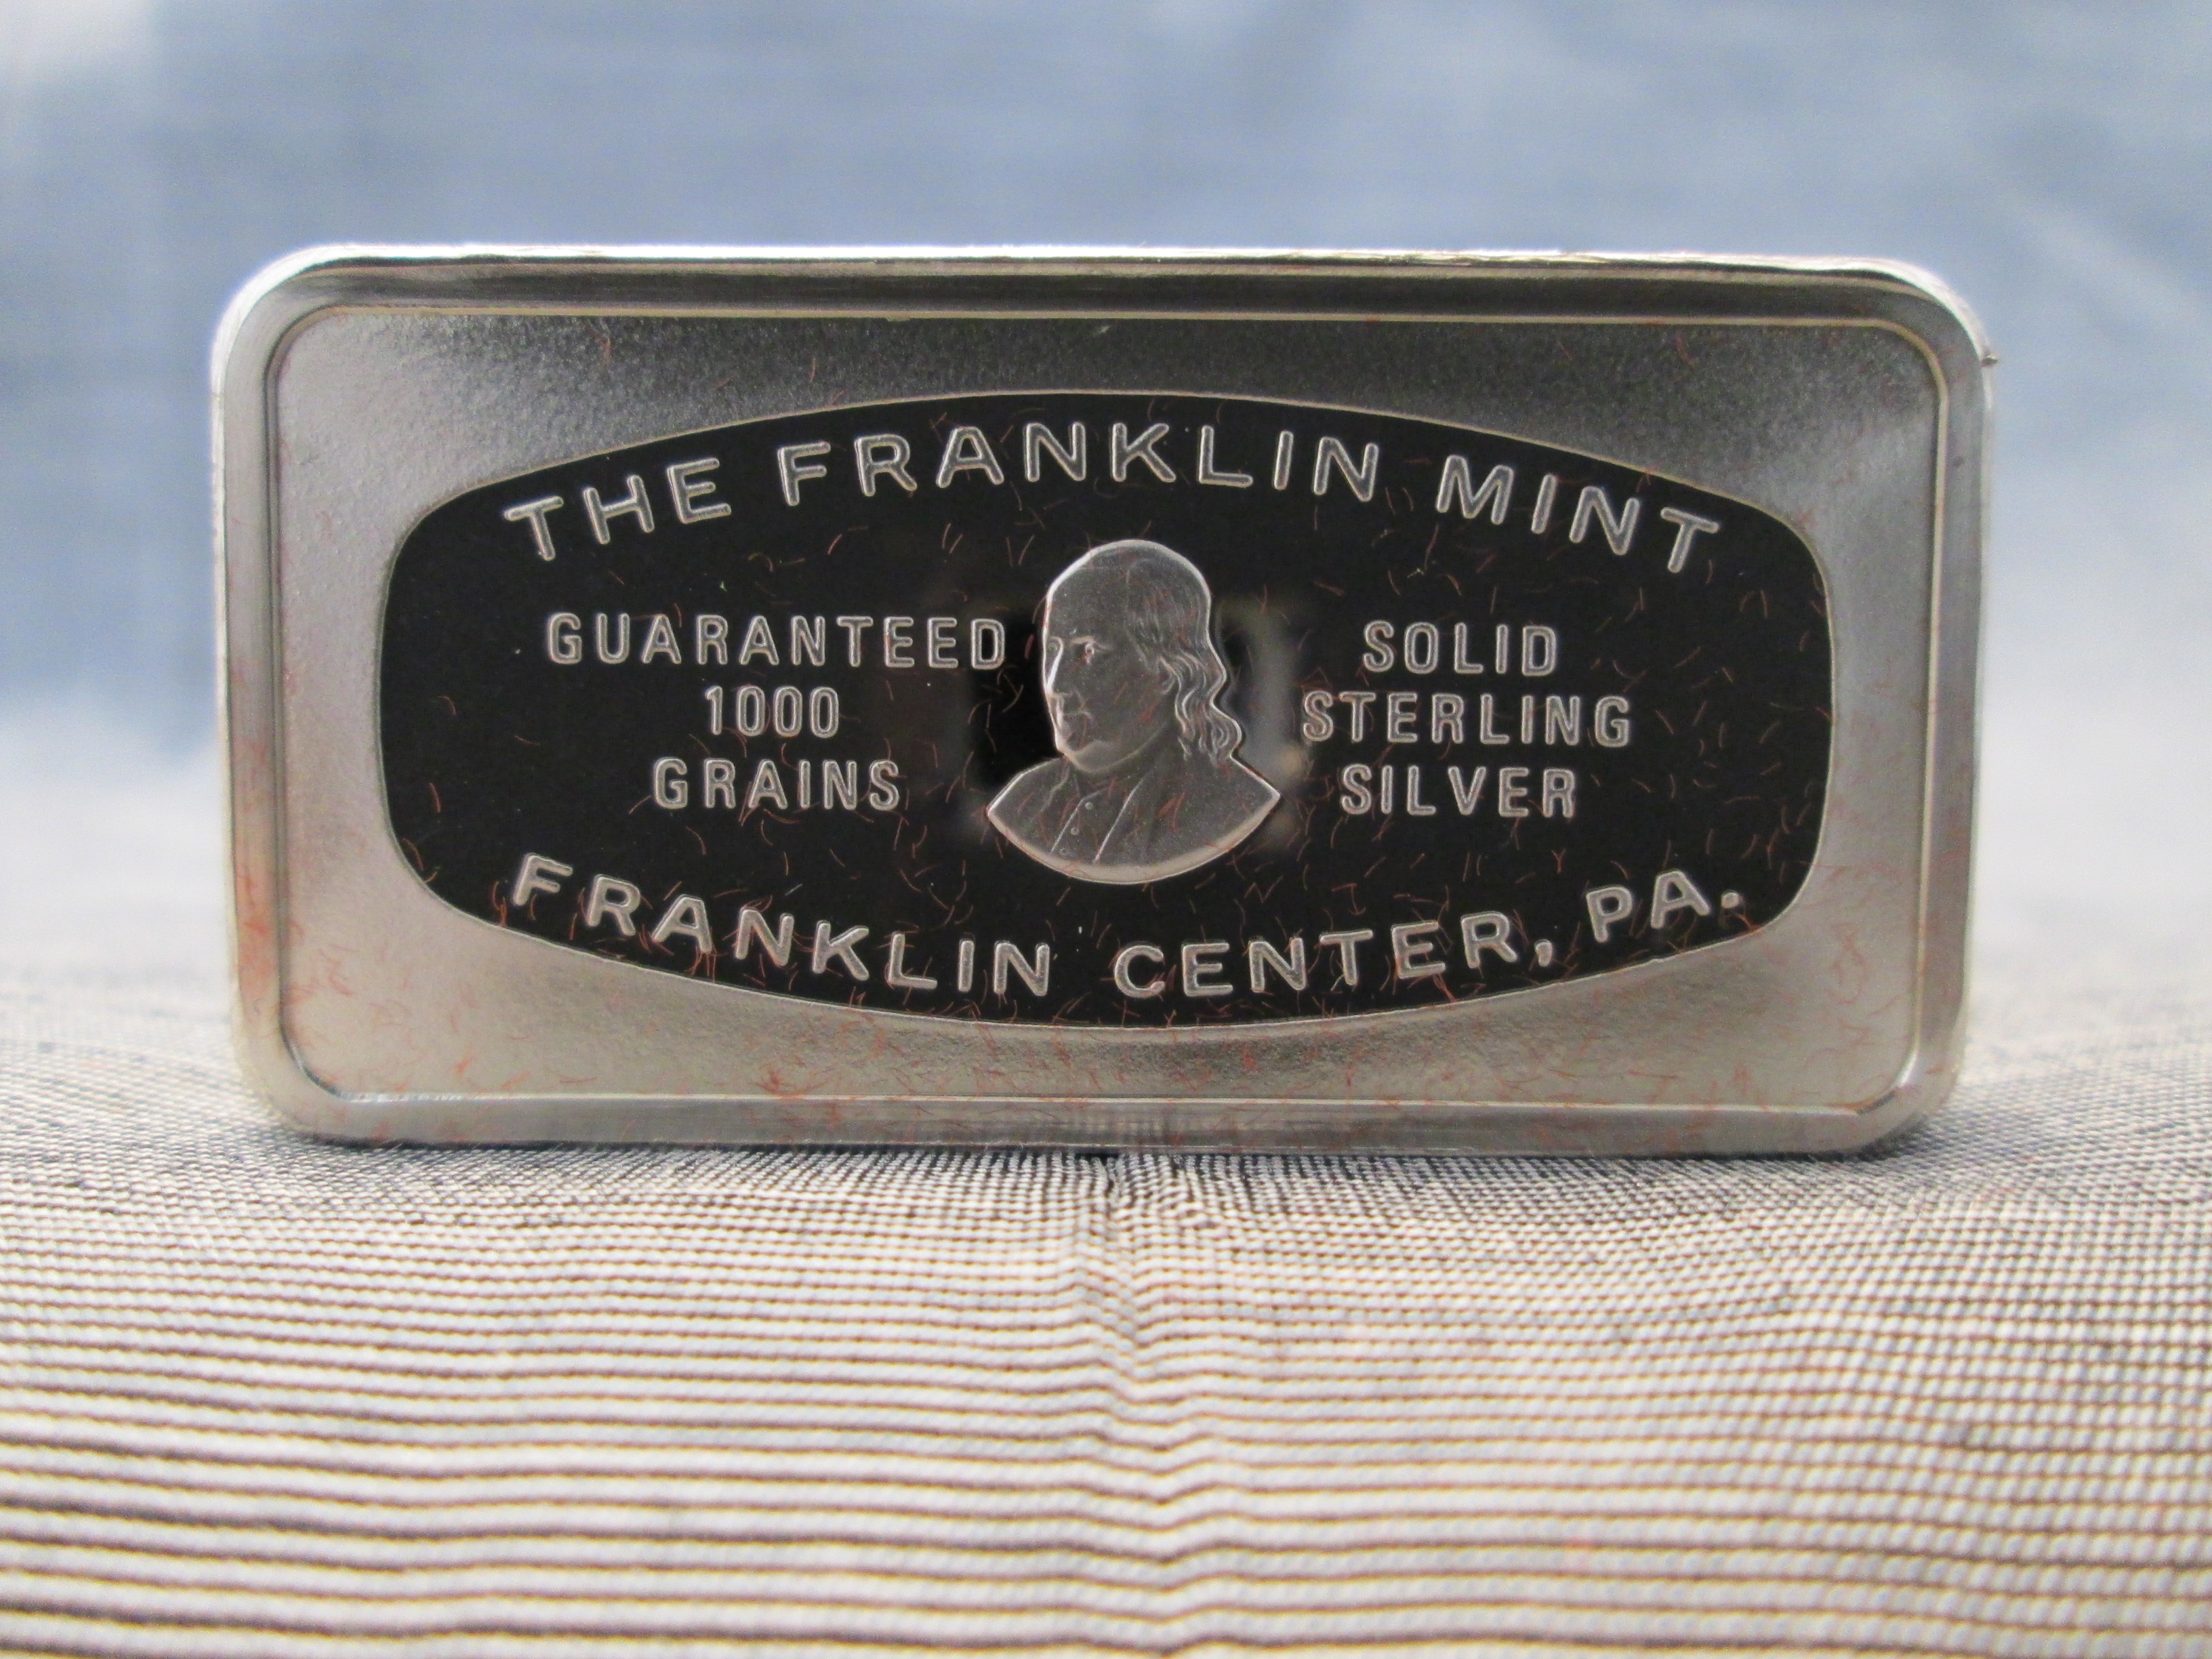 THE FRANKLIN MINT
GUARANTEED
1000
GRAINS
SOLID
STERLING
SILVER
FRANKLIN CENTER, PA.